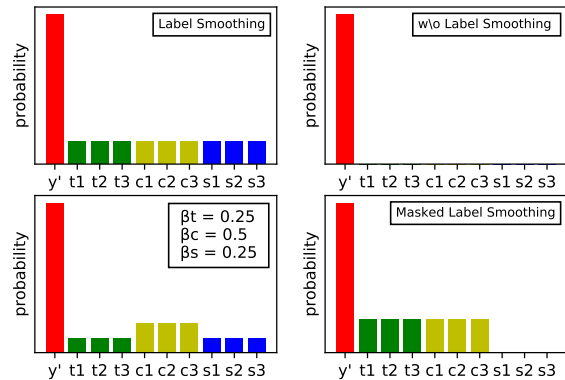 Label Smoothing
probability
y' t1 t2 t3 c1 c2 c3 s1 s2 s3
w\o Label Smoothing
probability
y' t1 t2 t3 c1 c2 c3 s1 s2 s3
βt = 0.25
βc = 0.5
βs = 0.25
probability
y' t1 t2 t3 c1 c2 c3 s1 s2 s3
Masked Label Smoothing
probability
y' t1 t2 t3 c1 c2 c3 s1 s2 s3